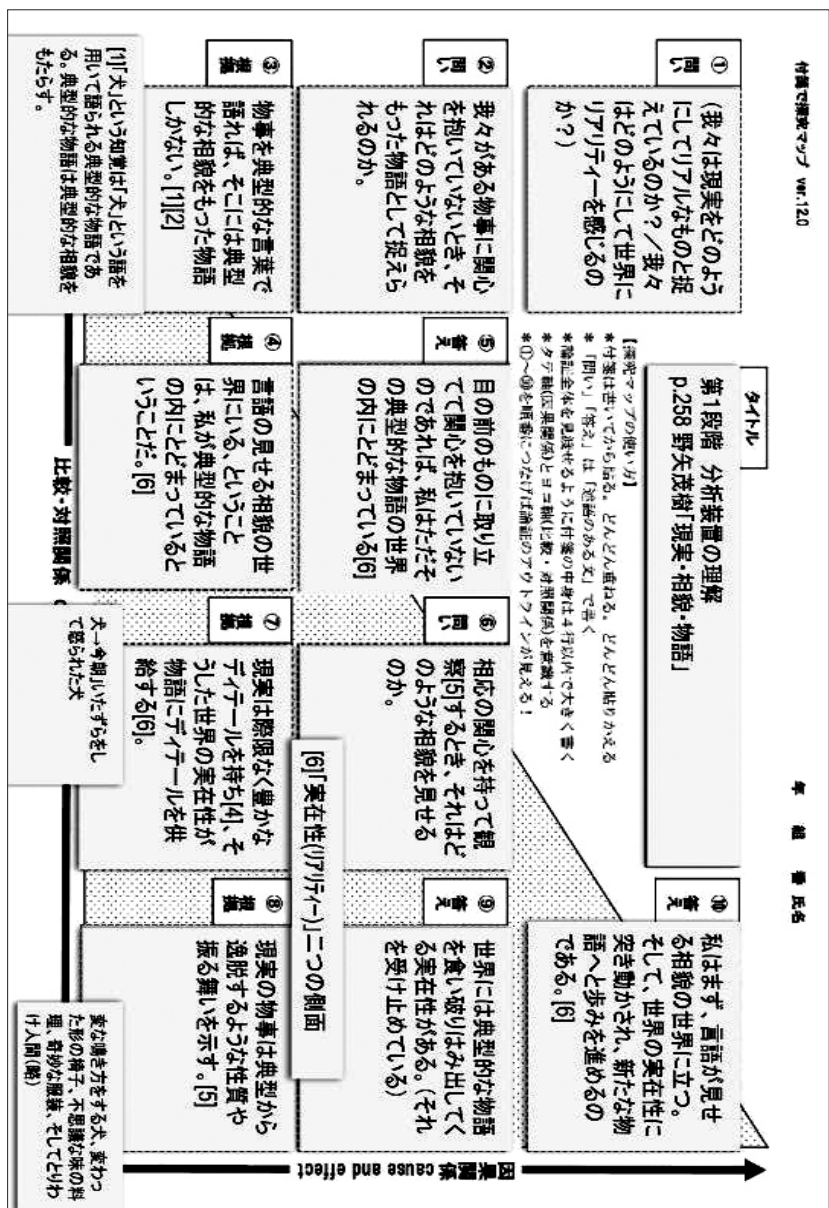 付箋で探究マップ ver.12.0
年 組 番 氏名
タイトル
第1段階 分析装置の理解
p.258 野矢茂樹「現実・相貌・物語」
【探究マップの使い方】
＊付箋は書いてから貼る。どんどん重ねる。どんどん貼りかえる
＊「問い」「答え」は「述語のある文」で書く
＊論証全体を見渡せるように付箋の中身は4行以内で大きく書く
＊タテ軸(因果関係)とヨコ軸(比較・対照関係)を意識する
＊①～⑩を順番につなげば論証のアウトラインが見える！
①
問い
(我々は現実をどのよう
にしてリアルなものと捉
えているのか？／我々
はどのようにして世界に
リアリティーを感じるの
か？)
②
問い
我々がある物事に関心
を抱いていないとき、そ
れはどのような相貌を
もった物語として捉えら
れるのか。
③
根拠
物事を典型的な言葉で
語れば、そこには典型
的な相貌をもった物語
しかない。[1][2]
[1]「犬」という知覚は「犬」という語を
用いて語られる典型的な物語であ
る。典型的な物語は典型的な相貌を
もたらす。
④
根拠
言語の見せる相貌の世
界にいる、ということ
は、私が典型的な物語
の内にとどまっていると
いうことだ。[6]
⑤
答え
目の前のものに取り立
てて関心を抱いていない
のであれば、私はただそ
の典型的な物語の世界
の内にとどまっている[6]
⑥
問い
相応の関心を持って観
察[5]するとき、それはど
のような相貌を見せる
のか。
⑦
根拠
現実は際限なく豊かな
ディテールを持ち[4]、そ
うした世界の実在性が
物語にディテールを供
給する[6]。
犬→今朝」いたずらをし
て怒られた犬
[6]「実在性(リアリティー)」二つの側面
⑧
根拠
現実の物事は典型から
逸脱するような性質や
振る舞いを示す。[5]
変な鳴き方をする犬、変わっ
た形の椅子、不思議な味の料
理、奇妙な服装、そしてとりわ
け人間(略)
⑨
答え
世界には典型的な物語
を食い破りはみ出してく
る実在性がある。(それ
を受け止めている)
⑩
答え
私はまず、言語が見せ
る相貌の世界に立つ。
そして、世界の実在性に
突き動かされ、新たな物
語へと歩みを進めるの
である。[6]
比較・対照関係
因果関係 cause and effect